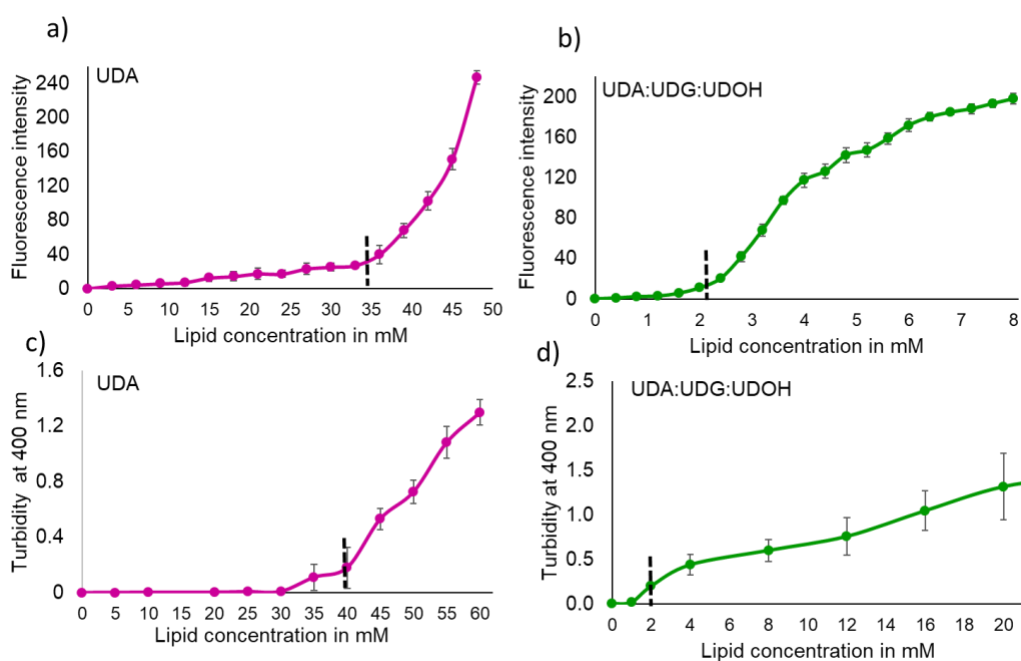 a)
UDA
Fluorescence intensity
240
200
160
120
80
40
0
0 5 10 15 20 25 30 35 40 45 50
Lipid concentration in mM
b)
UDA:UDG:UDOH
Fluorescence intensity
200
160
120
80
40
0
0 1 2 3 4 5 6 7 8
Lipid concentration in mM
c)
UDA
Turbidity at 400 nm
1.6
1.2
0.8
0.4
0
0 5 10 15 20 25 30 35 40 45 50 55 60
Lipid concentration in mM
d)
UDA:UDG:UDOH
Turbidity at 400 nm
2.5
2.0
1.5
1.0
0.5
0.0
0 2 4 6 8 10 12 14 16 18 20
Lipid concentration in mM